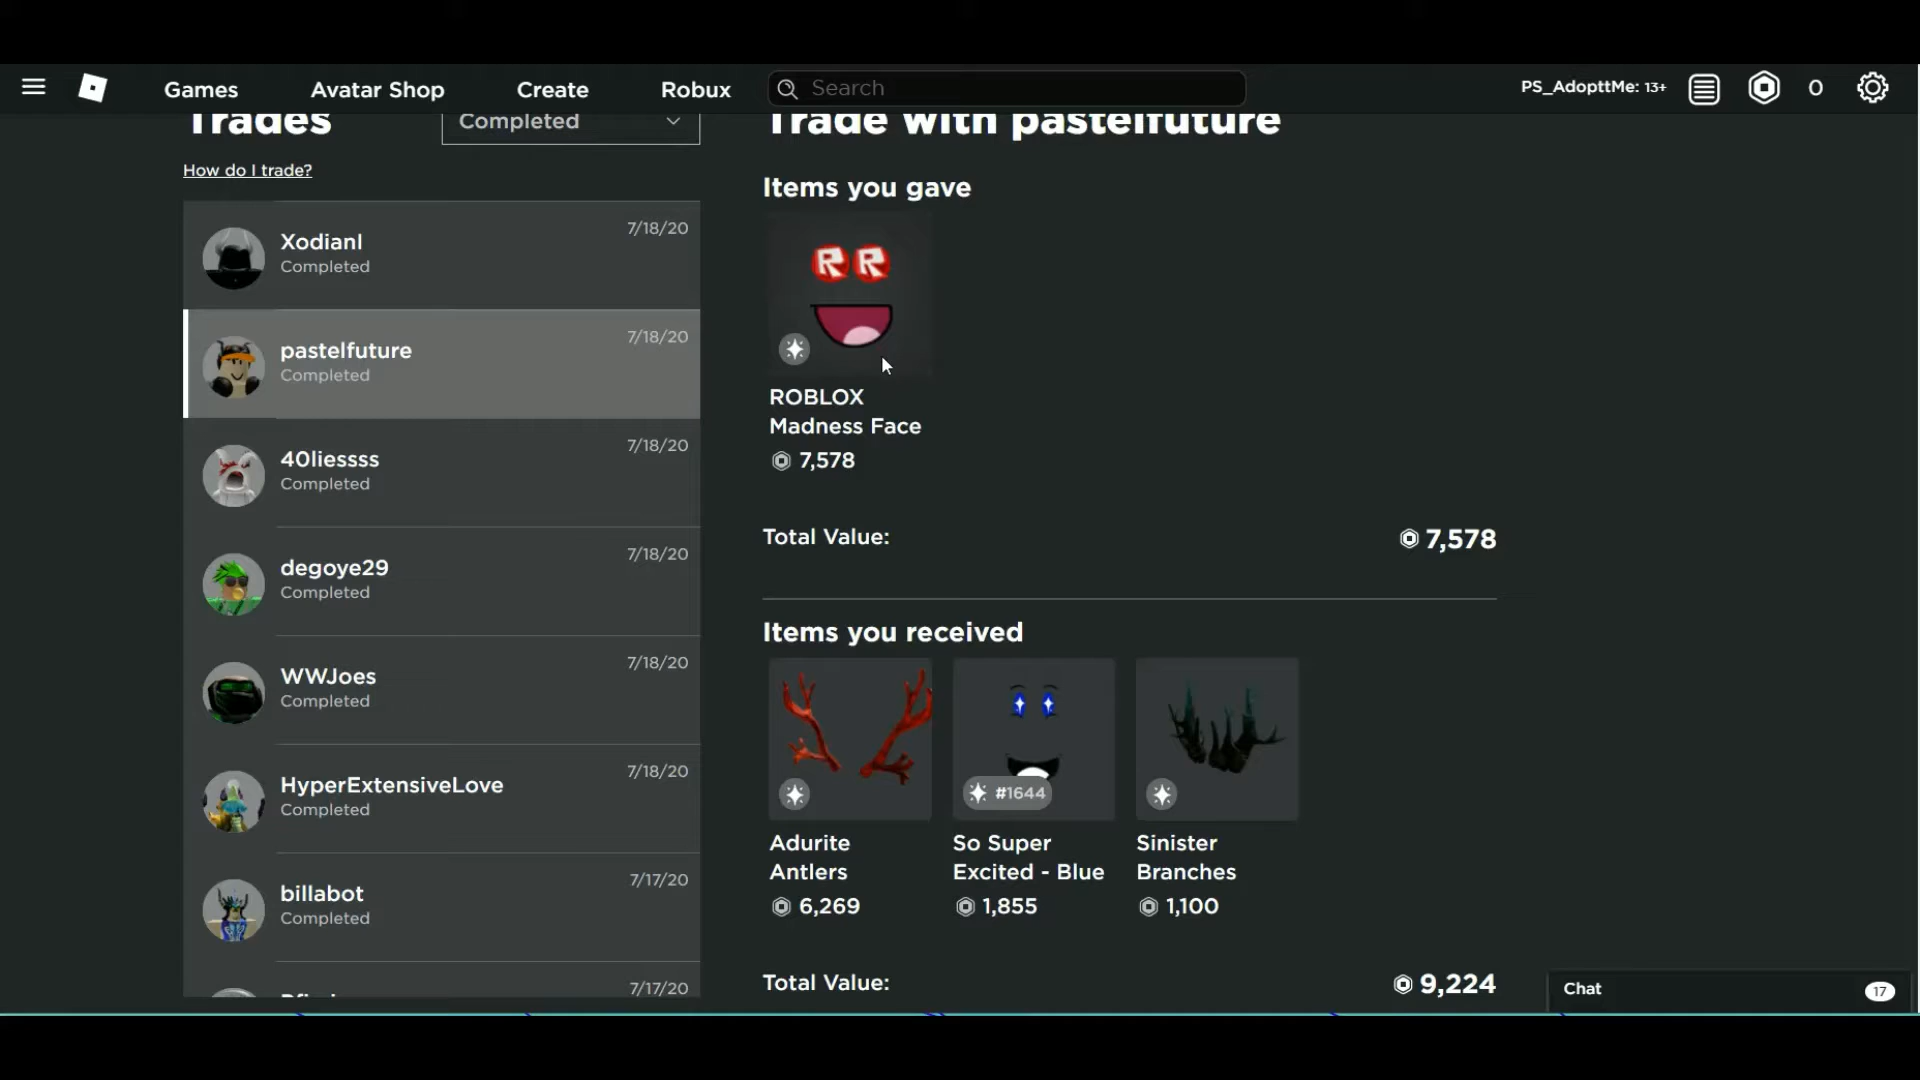 Games
Avatar Shop
Create
Robux
Search
PS_AdopttMe: 13+
0
Trades
Completed
How do I trade?
Xodianl
Completed
7/18/20
pastelfuture
Completed
7/18/20
40liessss
Completed
7/18/20
degoye29
Completed
7/18/20
WWJoes
Completed
7/18/20
HyperExtensiveLove
Completed
7/18/20
billabot
Completed
7/17/20
7/17/20
Trade with pastelfuture
Items you gave
R R
ROBLOX
Madness Face
7,578
Total Value:
7,578
Items you received
#1644
Adurite
Antlers
6,269
So Super
Excited - Blue
1,855
Sinister
Branches
1,100
Total Value:
9,224
Chat
17